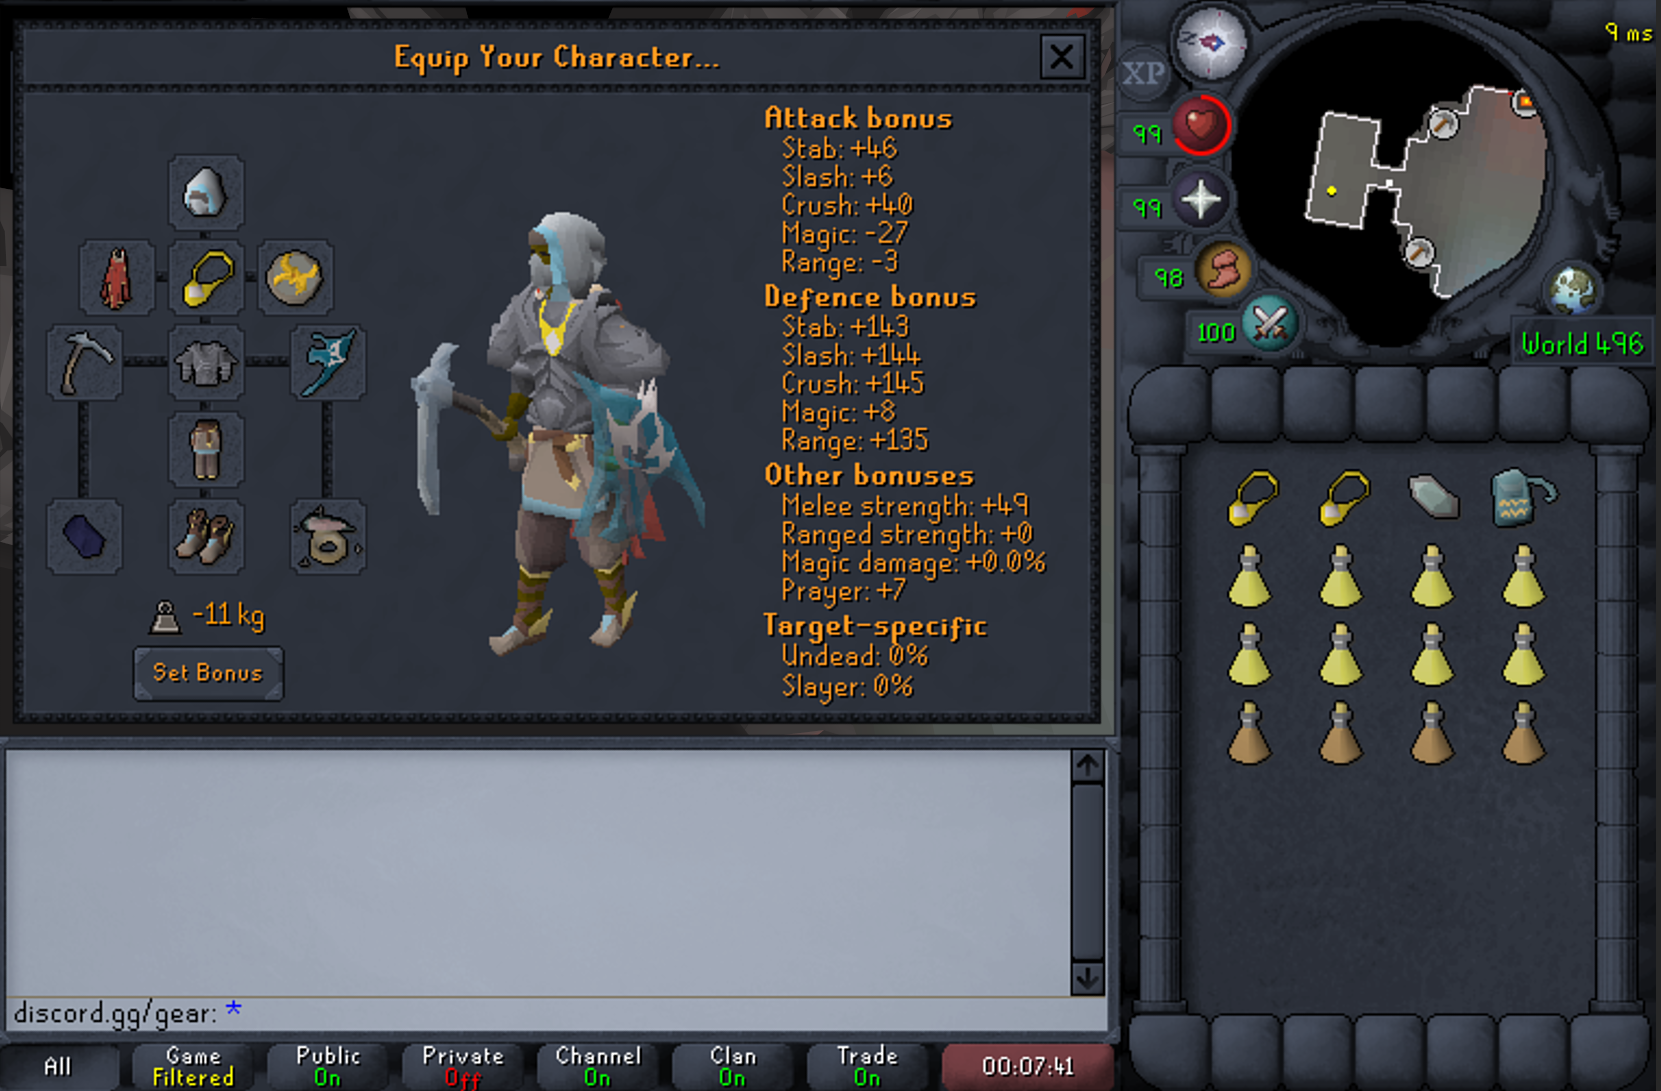 Equip Your Character...
Attack bonus
Stab: +46
Slash: +6
Crush: +40
Magic: -27
Range: -3
Defence bonus
Stab: +143
Slash: +144
Crush: +145
Magic: +8
Range: +135
Other bonuses
Melee strength: +49
Ranged strength: +0
Magic damage: +0.0%
Prayer: +7
Target-specific
Undead: 0%
Slayer: 0%
-11 kg
Set Bonus
9 ms
XP
99
99
98
100
World 496
discord.gg/gear: *
All
Game
Filtered
Public
On
Private
Off
Channel
On
Clan
On
Trade
On
00:07:41